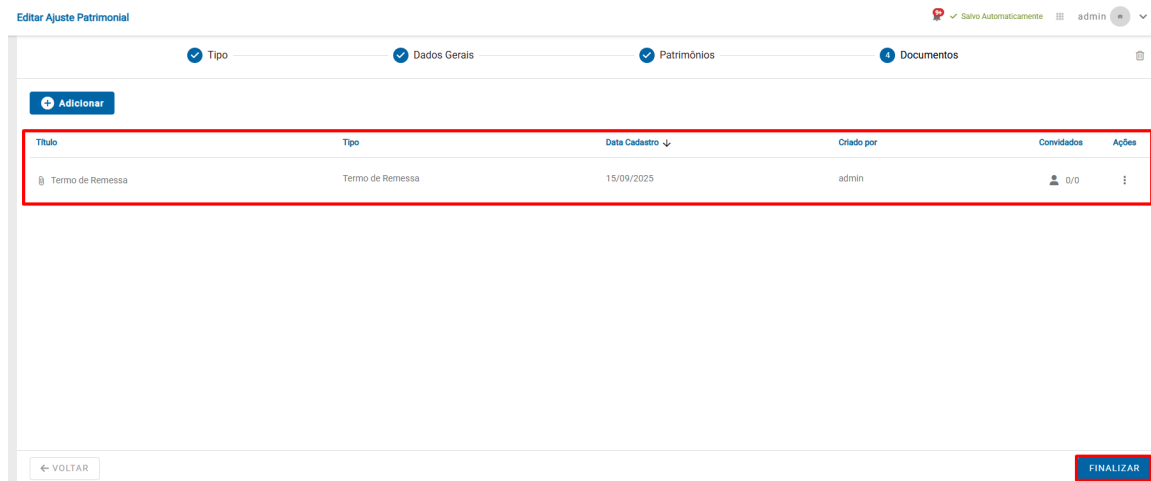 Editar Ajuste Patrimonial
9+ Salvo Automaticamente admin
Tipo Dados Gerais Patrimônios 4 Documentos
Adicionar
Título Tipo Data Cadastro Criado por Convidados Ações
Termo de Remessa Termo de Remessa 15/09/2025 admin 0/0
VOLTAR FINALIZAR